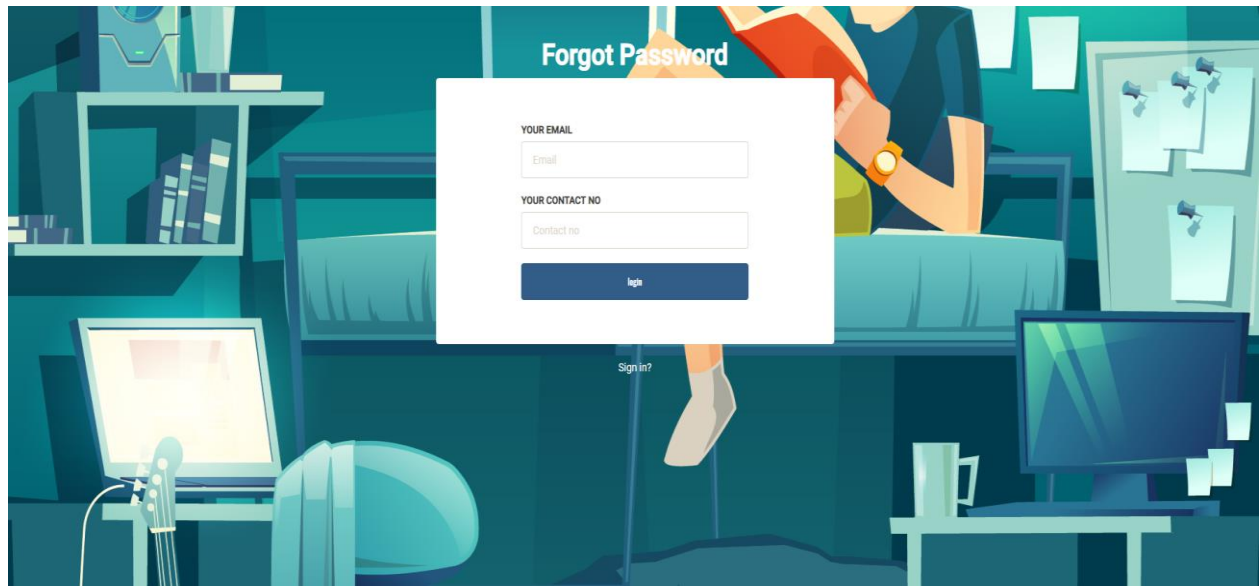 Forgot Password
YOUR EMAIL
Email
YOUR CONTACT NO
Contact no
login
Sign in?